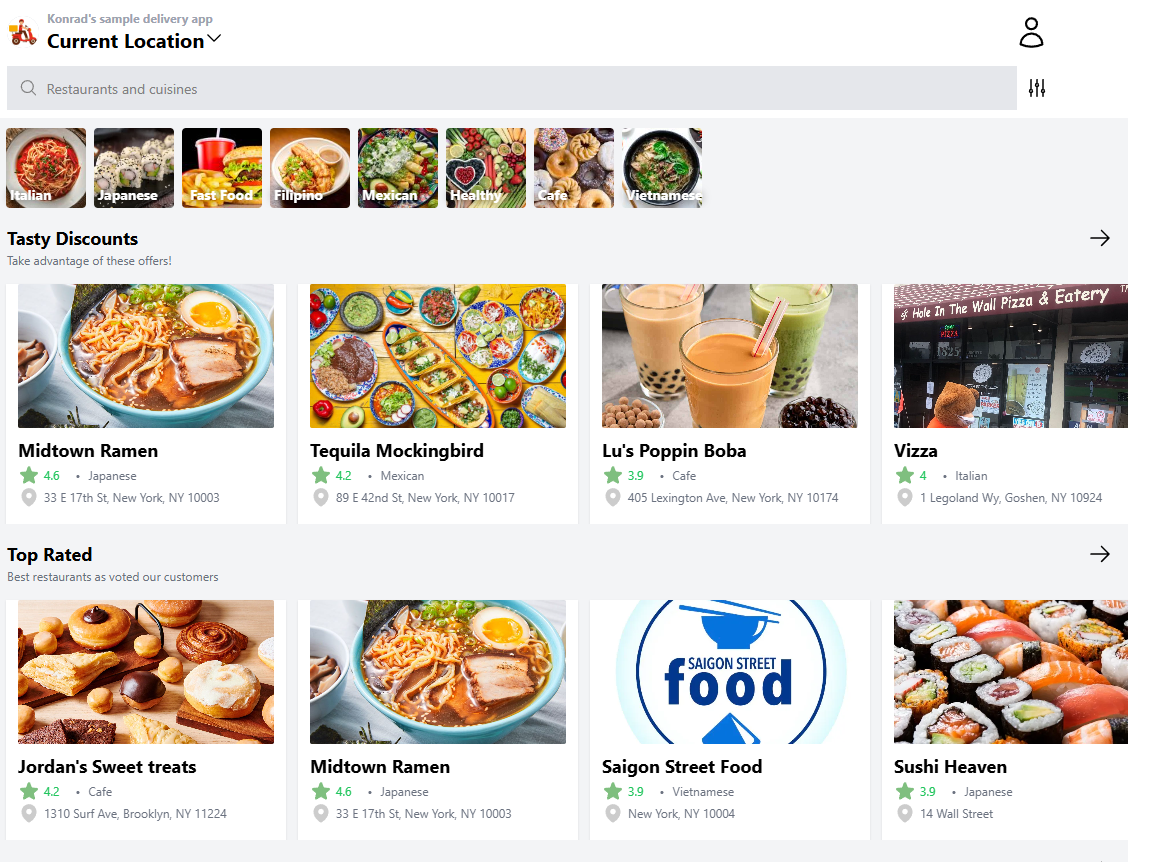 Konrad's sample delivery app
Current Location
Restaurants and cuisines
Italian
Japanese
Fast Food
Filipino
Mexican
Healthy
Cafe
Vietnamese
Tasty Discounts
Take advantage of these offers!
Hole In The Wall Pizza & Eatery
Midtown Ramen
4.6 • Japanese
33 E 17th St, New York, NY 10003
Tequila Mockingbird
4.2 • Mexican
89 E 42nd St, New York, NY 10017
Lu's Poppin Boba
3.9 • Cafe
405 Lexington Ave, New York, NY 10174
Vizza
4 • Italian
1 Legoland Wy, Goshen, NY 10924
Top Rated
Best restaurants as voted our customers
SAIGON STREET
food
Jordan's Sweet treats
4.2 • Cafe
1310 Surf Ave, Brooklyn, NY 11224
Midtown Ramen
4.6 • Japanese
33 E 17th St, New York, NY 10003
Saigon Street Food
3.9 • Vietnamese
New York, NY 10004
Sushi Heaven
3.9 • Japanese
14 Wall Street